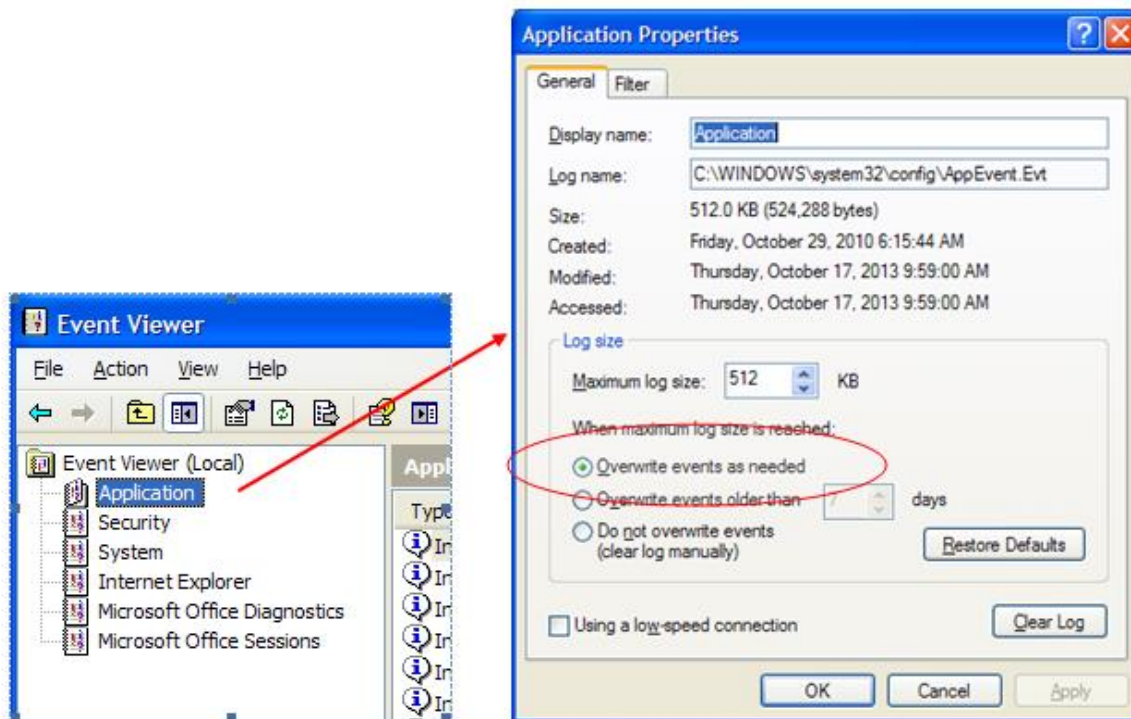 Event Viewer
File Action View Help
Event Viewer (Local)
Application
Security
System
Internet Explorer
Microsoft Office Diagnostics
Microsoft Office Sessions
Application Properties
General Filter
Display name: Application
Log name: C:\WINDOWS\system32\config\AppEvent.Evt
Size: 512.0 KB (524,288 bytes)
Created: Friday, October 29, 2010 6:15:44 AM
Modified: Thursday, October 17, 2013 9:59:00 AM
Accessed: Thursday, October 17, 2013 9:59:00 AM
Log size
Maximum log size: 512 KB
When maximum log size is reached:
Overwrite events as needed
Overwrite events older than 7 days
Do not overwrite events
(clear log manually)
Restore Defaults
Using a low-speed connection
Clear Log
OK Cancel Apply